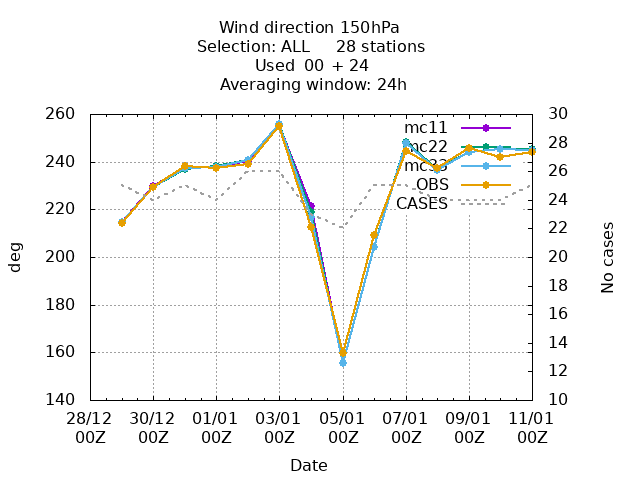 Wind direction 150hPa
Selection: ALL 28 stations
Used 00 + 24
Averaging window: 24h
260 30
mc11
28
mc22
240 26
mc33
OBS
24
CASES
220 22
deg
200 20
No cases
18
180 16
14
160 12
140 10
28/12 30/12 01/01 03/01 05/01 07/01 09/01 11/01
00Z 00Z 00Z 00Z 00Z 00Z 00Z 00Z
Date